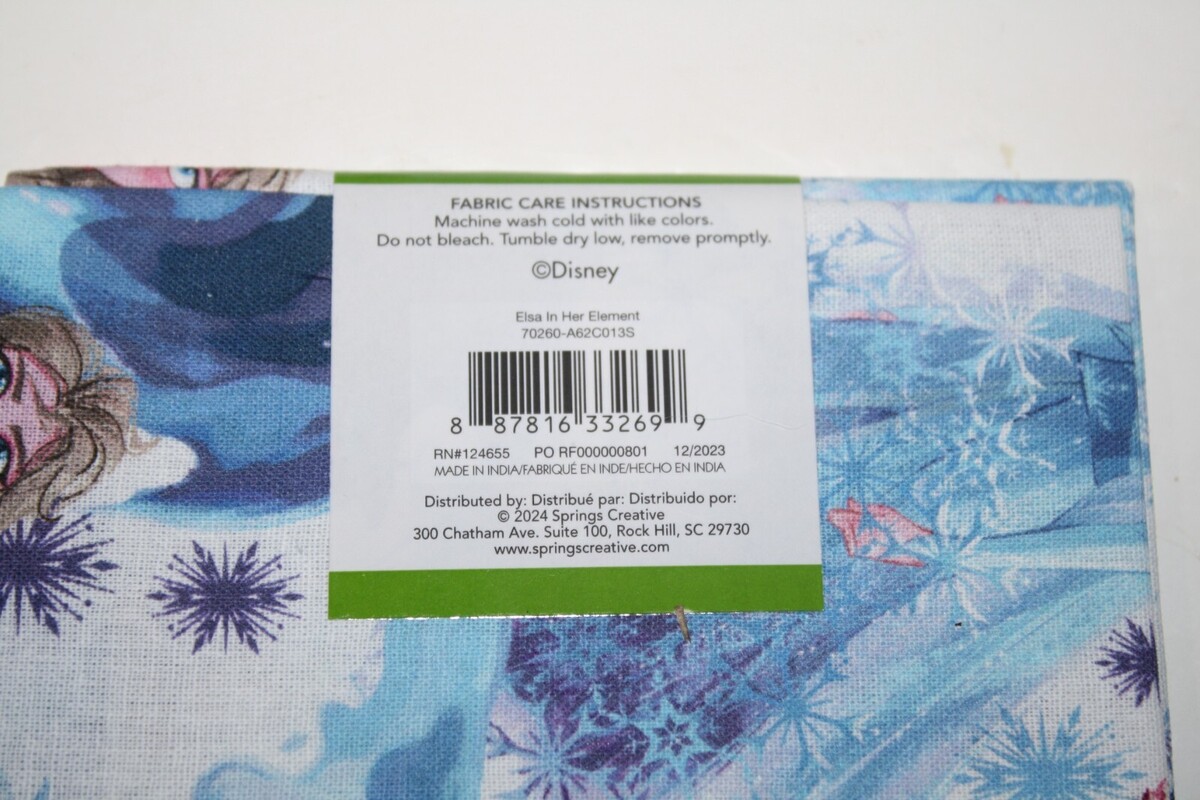 FABRIC CARE INSTRUCTIONS
Machine wash cold with like colors.
Do not bleach. Tumble dry low, remove promptly.
©Disney
Elsa In Her Element
70260-A62C013S
8 87816 33269 9
RN#124655 PO RF000000801 12/2023
MADE IN INDIA/FABRIQUÉ EN INDE/HECHO EN INDIA
Distributed by: Distribué par: Distribuido por:
© 2024 Springs Creative
300 Chatham Ave. Suite 100, Rock Hill, SC 29730
www.springscreative.com